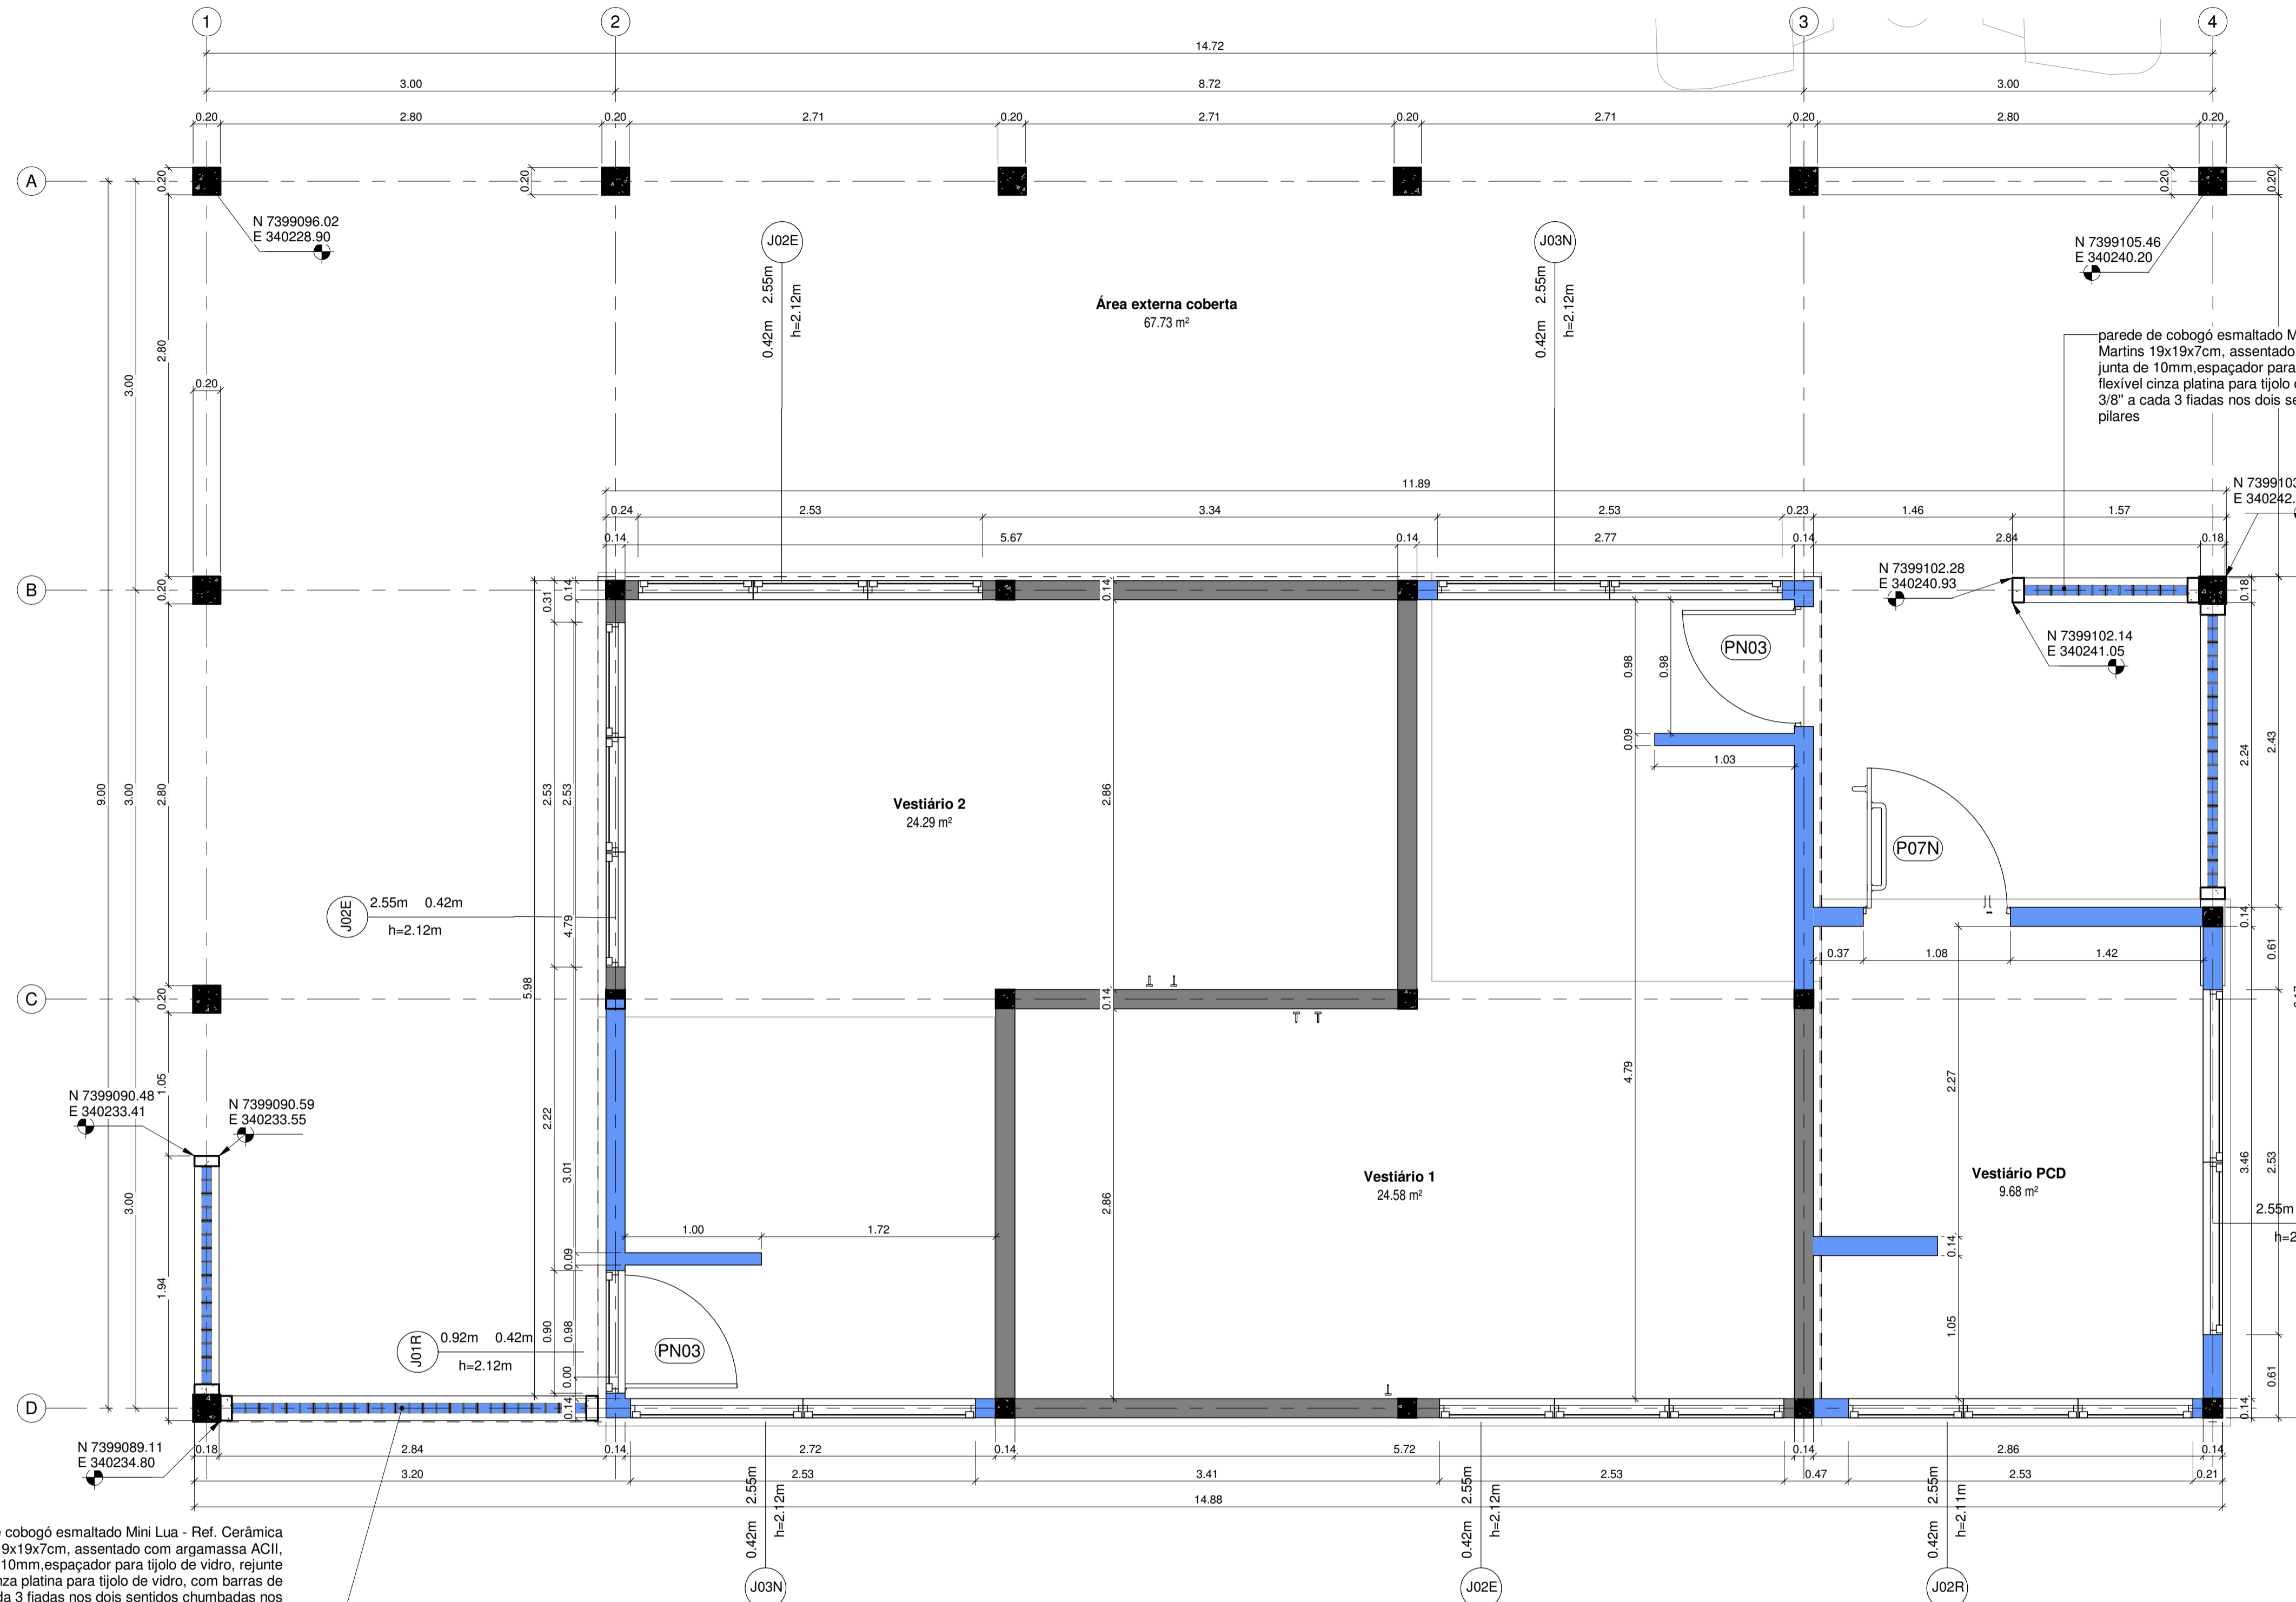 1
2
3
4
14.72
3.00
8.72
3.00
0.20
2.80
0.20
2.71
0.20
2.71
0.20
2.71
0.20
2.80
0.20
A
0.20
0.20
0.20
0.20
N 7399096.02
E 340228.90
J02E
0.42m 2.55m
h=2.12m
J03N
0.42m 2.55m
h=2.12m
N 7399105.46
E 340240.20
Área externa coberta
67.73 m²
parede de cobogó esmaltado M
Martins 19x19x7cm, assentado
junta de 10mm,espaçador para
flexível cinza platina para tijolo
3/8" a cada 3 fiadas nos dois
pilares
2.80
3.00
0.20
11.89
N 7399103
E 340242.
0.24
2.53
3.34
2.53
0.23
1.46
1.57
0.14
5.67
0.14
2.77
0.14
2.84
0.18
B
0.20
0.31
0.14
0.14
N 7399102.28
E 340240.93
0.18
N 7399102.14
E 340241.05
PN03
0.98
0.98
0.09
1.03
2.24
2.43
9.00
3.00
2.80
2.53
2.53
2.86
Vestiário 2
24.29 m²
P07N
J02E
2.55m 0.42m
h=2.12m
4.79
0.14
0.61
0.37
1.08
1.42
C
0.20
5.98
0.14
1.05
N 7399090.48
E 340233.41
N 7399090.59
E 340233.55
2.22
3.01
4.79
2.27
3.00
2.86
Vestiário 1
24.58 m²
Vestiário PCD
9.68 m²
3.46
2.53
2.55m
1.00
1.72
0.09
0.14
1.94
J01R
0.92m 0.42m
h=2.12m
0.90
0.98
PN03
1.05
0.61
0.00
D
0.14
0.14
N 7399089.11
E 340234.80
0.18
2.84
0.14
2.72
0.14
5.72
0.14
2.86
0.14
3.20
2.53
3.41
2.53
0.47
2.53
0.21
14.88
0.42m 2.55m
h=2.12m
0.42m 2.55m
h=2.12m
0.42m 2.55m
h=2.11m
cobogó esmaltado Mini Lua - Ref. Cerâmica
9x19x7cm, assentado com argamassa ACII,
10mm,espaçador para tijolo de vidro, rejunte
nza platina para tijolo de vidro, com barras de
da 3 fiadas nos dois sentidos chumbadas nos
J03N
J02E
J02R